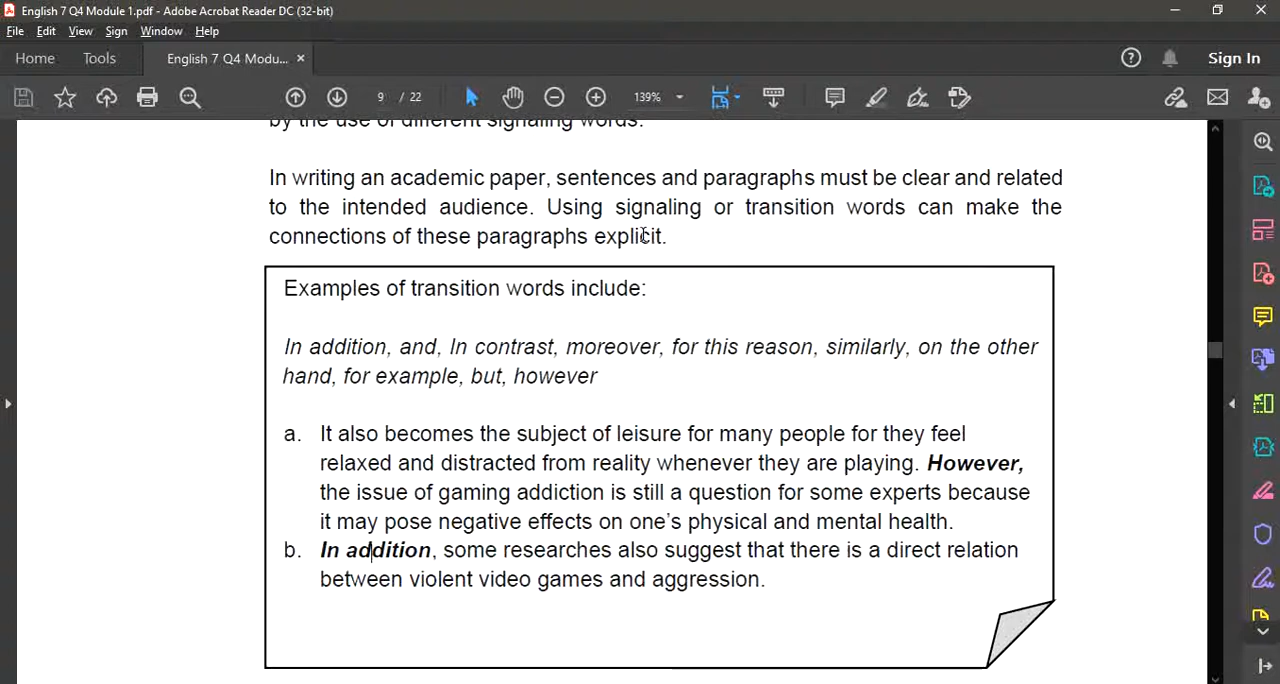 English 7 Q4 Module 1.pdf - Adobe Acrobat Reader DC (32-bit)
File Edit View Sign Window Help
Home Tools English 7 Q4 Modu... × Sign In
9 / 22 139%
by the use of different signaling words.
In writing an academic paper, sentences and paragraphs must be clear and related
to the intended audience. Using signaling or transition words can make the
connections of these paragraphs explicit.
Examples of transition words include:
In addition, and, In contrast, moreover, for this reason, similarly, on the other
hand, for example, but, however
a. It also becomes the subject of leisure for many people for they feel
relaxed and distracted from reality whenever they are playing. However,
the issue of gaming addiction is still a question for some experts because
it may pose negative effects on one's physical and mental health.
b. In addition, some researches also suggest that there is a direct relation
between violent video games and aggression.